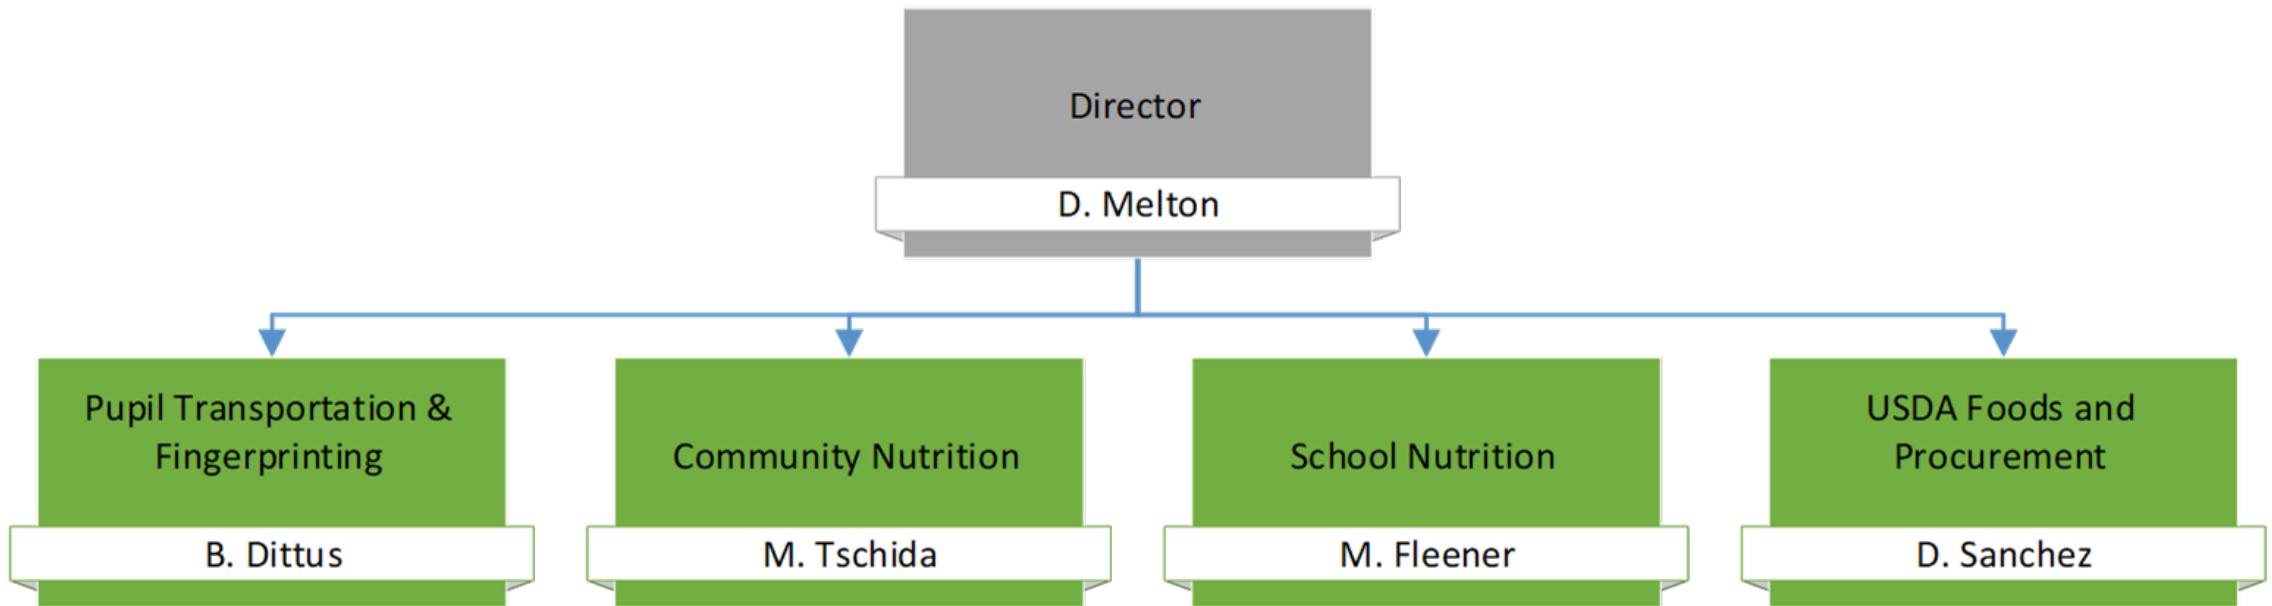 Director
D. Melton
Pupil Transportation &
Fingerprinting
B. Dittus
Community Nutrition
M. Tschida
School Nutrition
M. Fleener
USDA Foods and
Procurement
D. Sanchez